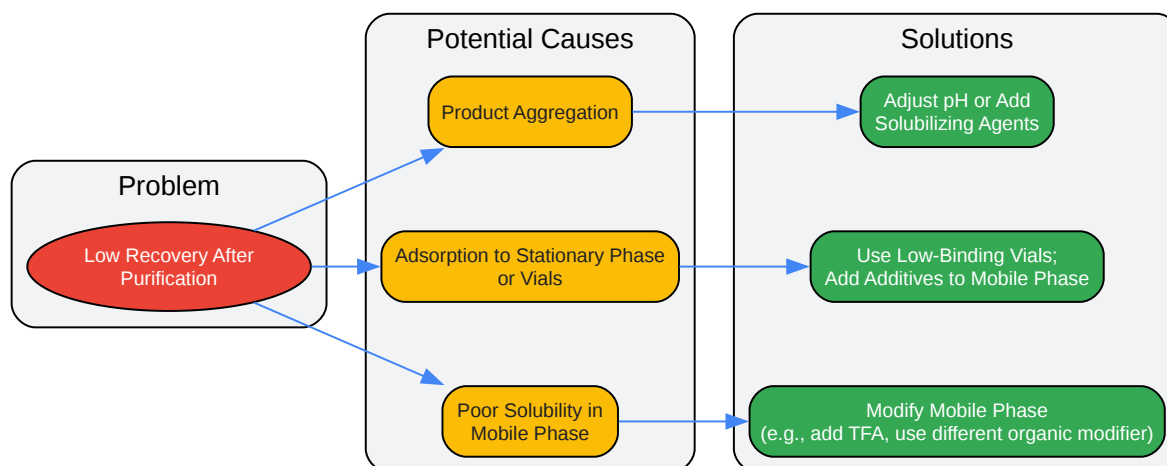 Problem
Low Recovery After
Purification
Potential Causes
Product Aggregation
Adsorption to Stationary Phase
or Vials
Poor Solubility in
Mobile Phase
Solutions
Adjust pH or Add
Solubilizing Agents
Use Low-Binding Vials;
Add Additives to Mobile Phase
Modify Mobile Phase
(e.g., add TFA, use different organic modifier)